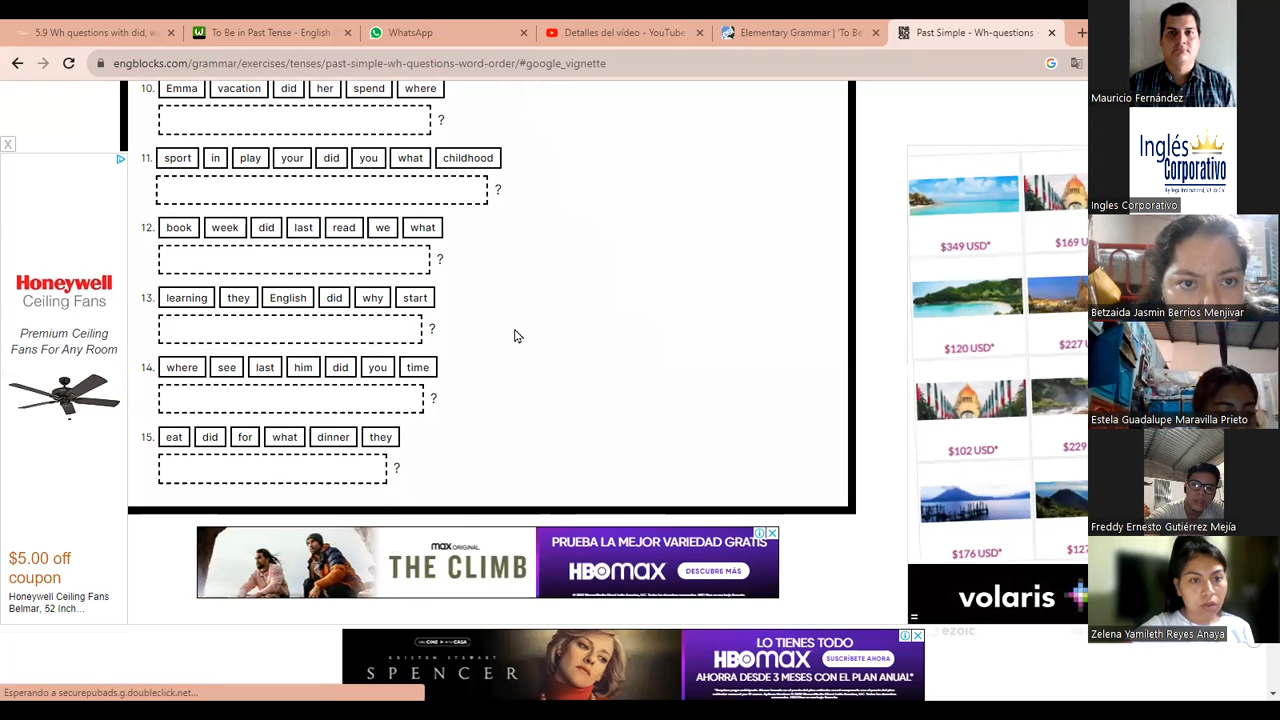 5.9 Wh questions with did, wa
To Be in Past Tense - English
WhatsApp
Detalles del vídeo - YouTube
Elementary Grammar | 'To Be'
Past Simple - Wh-questions
engblocks.com/grammar/exercises/tenses/past-simple-wh-questions-word-order/#google_vignette
10. Emma vacation did her spend where
?
11. sport in play your did you what childhood
?
12. book week did last read we what
?
13. learning they English did why start
?
14. where see last him did you time
?
15. eat did for what dinner they
?
X
Honeywell
Ceiling Fans
Premium Ceiling
Fans For Any Room
$5.00 off
coupon
Honeywell Ceiling Fans
Belmar, 52 Inch...
$349 USD*
$169 U
$120 USD*
$227
$102 USD*
$229
$176 USD*
$127
volaris
ezoic
max ORIGINAL
THE CLIMB
PRUEBA LA MEJOR VARIEDAD GRATIS
HBOMAX DESCUBRE MÁS
KRISTEN STEWART
SPENCER
LO TIENES TODO
HBOMAX SUSCRÍBETE AHORA
AHORA DESDE 3 MESES CON EL PLAN ANUAL*
Esperando a securepubads.g.doubleclick.net...
Mauricio Fernández
Inglés
Corporativo
Ingles Corporativo
Betzaida Jasmin Berrios Menjivar
Estela Guadalupe Maravilla Prieto
Freddy Ernesto Gutiérrez Mejía
Zelena Yamileth Reyes Anaya